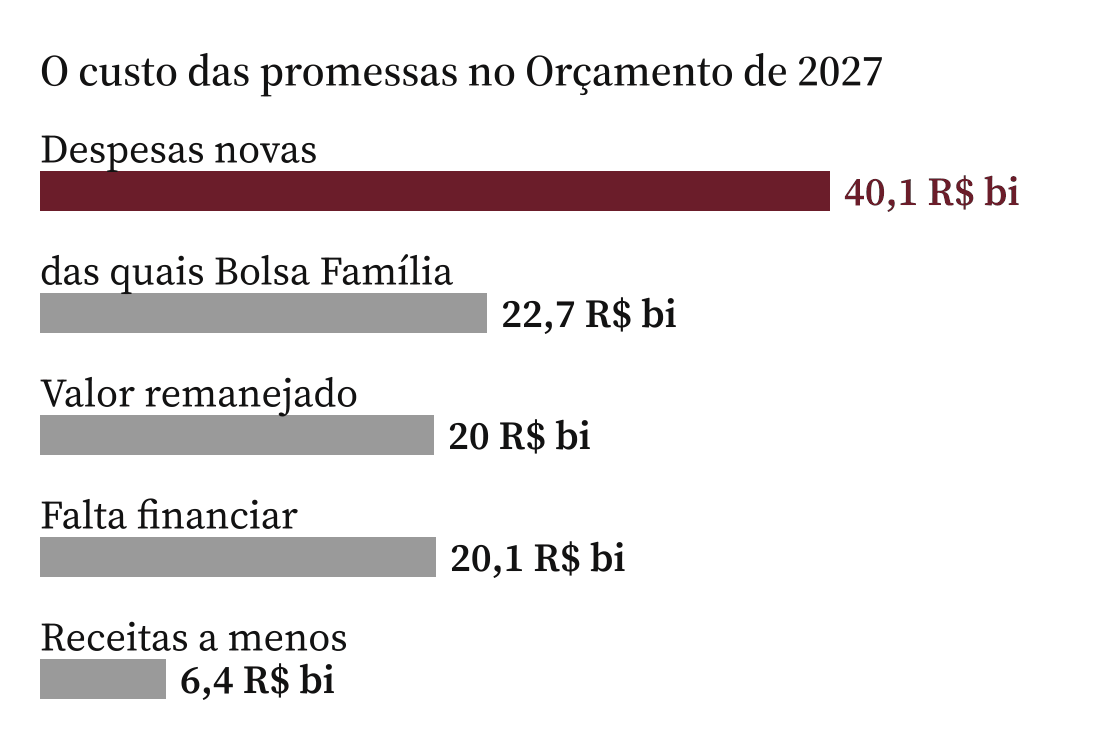 O custo das promessas no Orçamento de 2027
Despesas novas
40,1 R$ bi
das quais Bolsa Família
22,7 R$ bi
Valor remanejado
20 R$ bi
Falta financiar
20,1 R$ bi
Receitas a menos
6,4 R$ bi